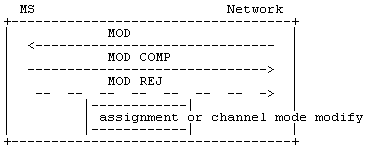 MS Network
MOD
MOD COMP
MOD REJ
assignment or channel mode modify